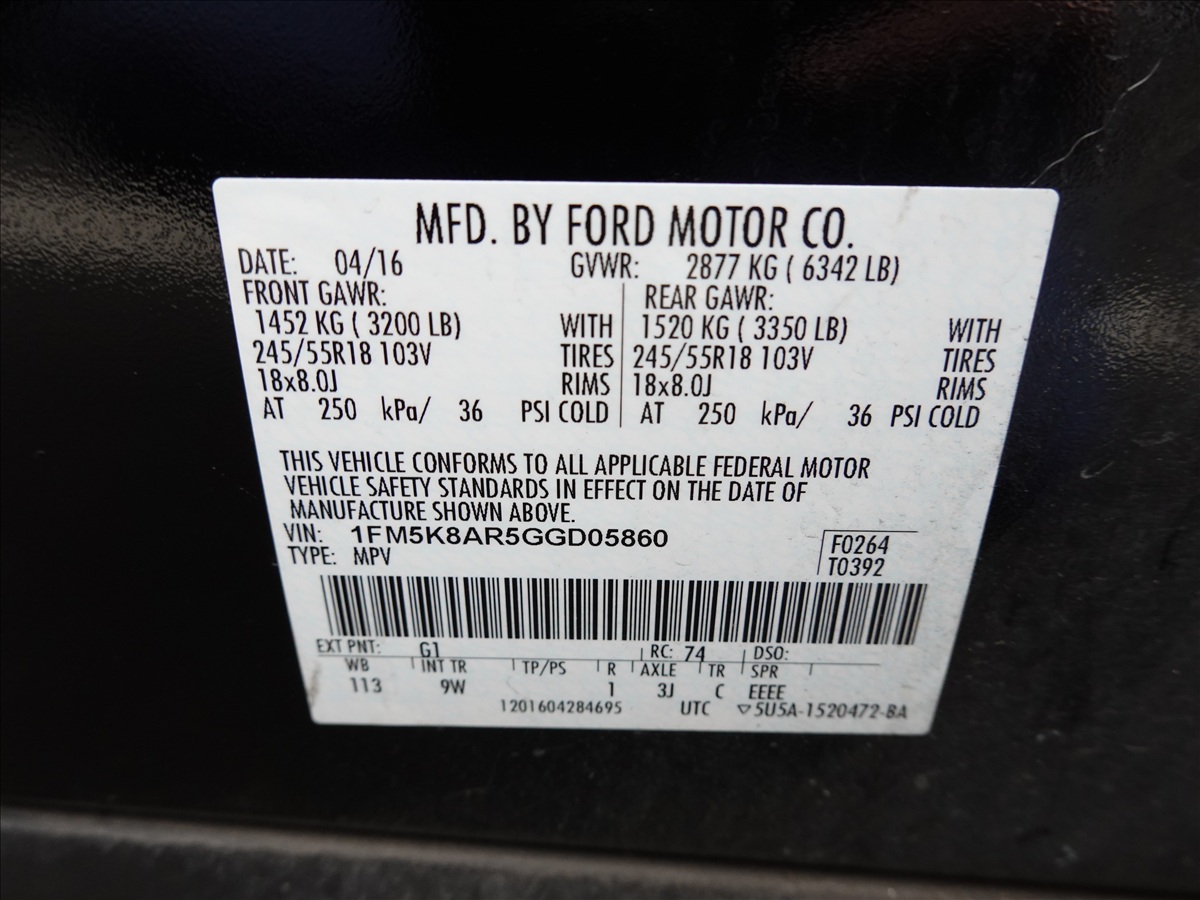 MFD. BY FORD MOTOR CO.
DATE: 04/16 GVWR: 2877 KG ( 6342 LB)
FRONT GAWR: REAR GAWR:
1452 KG ( 3200 LB) WITH 1520 KG ( 3350 LB) WITH
245/55R18 103V TIRES 245/55R18 103V TIRES
18x8.0J RIMS 18x8.0J RIMS
AT 250 kPa/ 36 PSI COLD AT 250 kPa/ 36 PSI COLD
THIS VEHICLE CONFORMS TO ALL APPLICABLE FEDERAL MOTOR
VEHICLE SAFETY STANDARDS IN EFFECT ON THE DATE OF
MANUFACTURE SHOWN ABOVE.
VIN: 1FM5K8AR5GGD05860 F0264
TYPE: MPV T0392
EXT PNT: G1 RC: 74 DSO:
WB INT TR TP/PS R AXLE TR SPR
113 9W 1 3J C EEEE
1201604284695 UTC ▽5U5A-1520472-BA